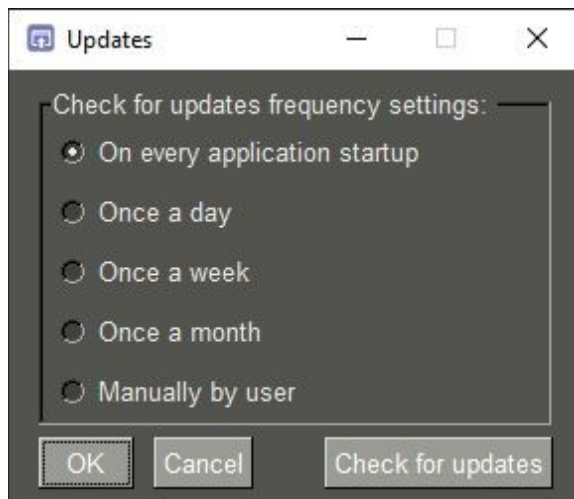 Updates
Check for updates frequency settings:
On every application startup
Once a day
Once a week
Once a month
Manually by user
OK Cancel Check for updates